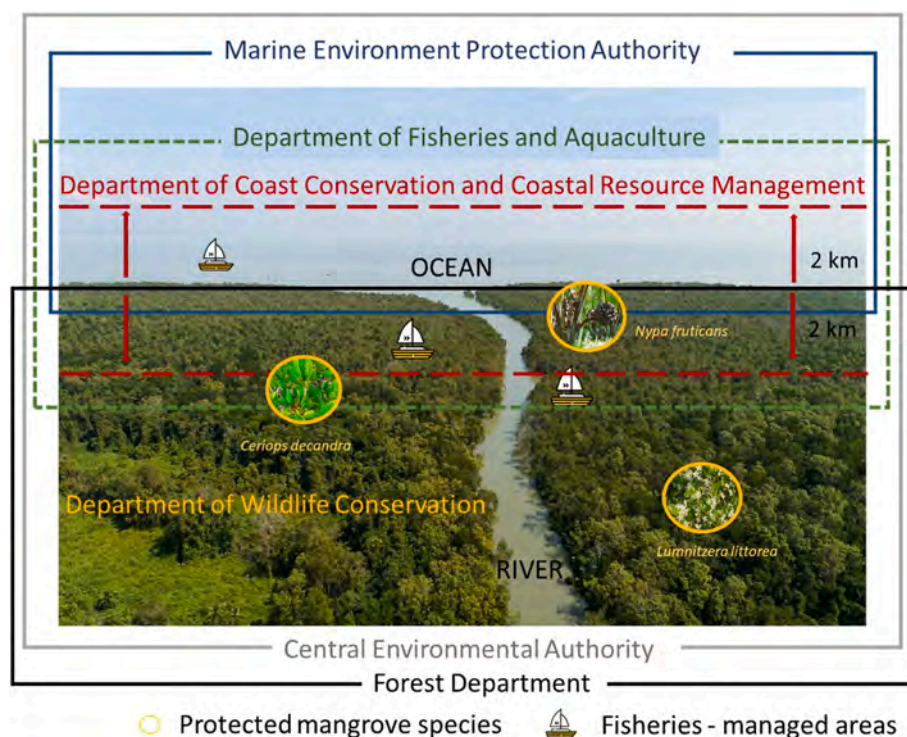 Marine Environment Protection Authority
Department of Fisheries and Aquaculture
Department of Coast Conservation and Coastal Resource Management
2 km
OCEAN
2 km
Nypa fruticans
Ceriops decandra
Department of Wildlife Conservation
Lumnitzera littorea
RIVER
Central Environmental Authority
Forest Department
Protected mangrove species
Fisheries - managed areas